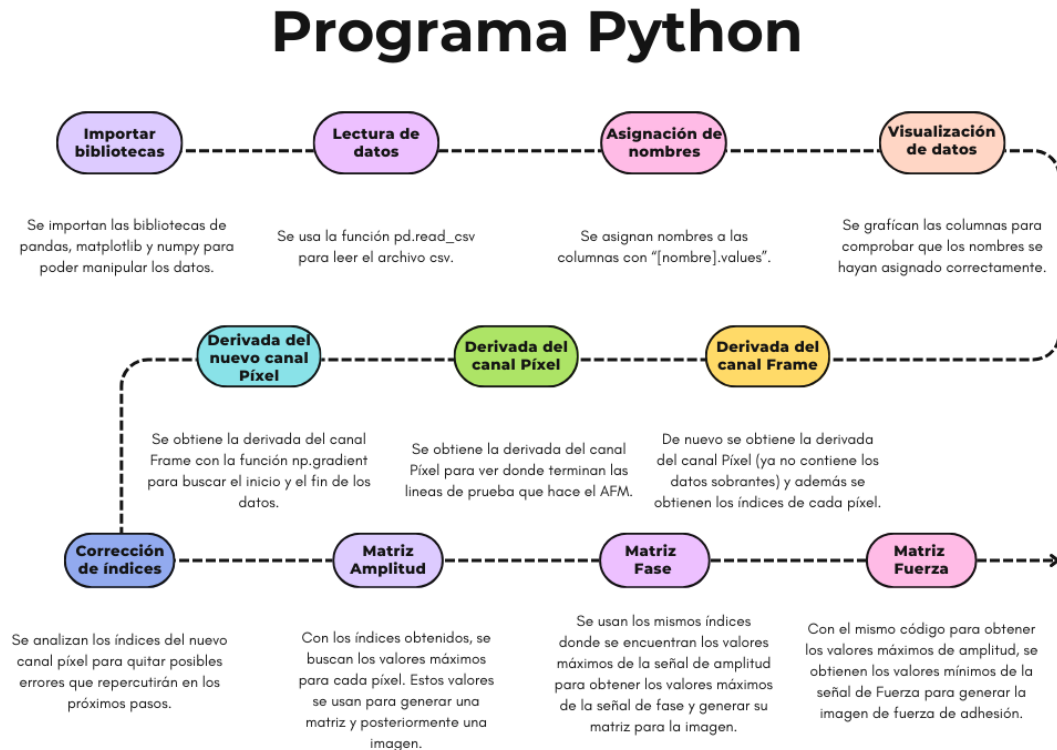 Programa Python
Importar
bibliotecas
Lectura de
datos
Asignación de
nombres
Visualización
de datos
Se importan las bibliotecas de
pandas, matplotlib y numpy para
poder manipular los datos.
Se usa la función pd.read_csv
para leer el archivo csv.
Se asignan nombres a las
columnas con “[nombre].values”.
Se grafícan las columnas para
comprobar que los nombres se
hayan asignado correctamente.
Derivada del
nuevo canal
Píxel
Derivada del
canal Píxel
Derivada del
canal Frame
Se obtiene la derivada del canal
Frame con la función np.gradient
para buscar el inicio y el fin de los
datos.
Se obtiene la derivada del canal
Píxel para ver donde terminan las
lineas de prueba que hace el AFM.
De nuevo se obtiene la derivada
del canal Píxel (ya no contiene los
datos sobrantes) y además se
obtienen los índices de cada píxel.
Corrección
de índices
Matriz
Amplitud
Matriz
Fase
Matriz
Fuerza
Se analizan los índices del nuevo
canal píxel para quitar posibles
errores que repercutirán en los
próximos pasos.
Con los índices obtenidos, se
buscan los valores máximos
para cada píxel. Estos valores
se usan para generar una
matriz y posteriormente una
imagen.
Se usan los mismos índices
donde se encuentran los valores
máximos de la señal de amplitud
para obtener los valores máximos
de la señal de fase y generar su
matriz para la imagen.
Con el mismo código para obtener
los valores máximos de amplitud, se
obtienen los valores mínimos de la
señal de Fuerza para generar la
imagen de fuerza de adhesión.